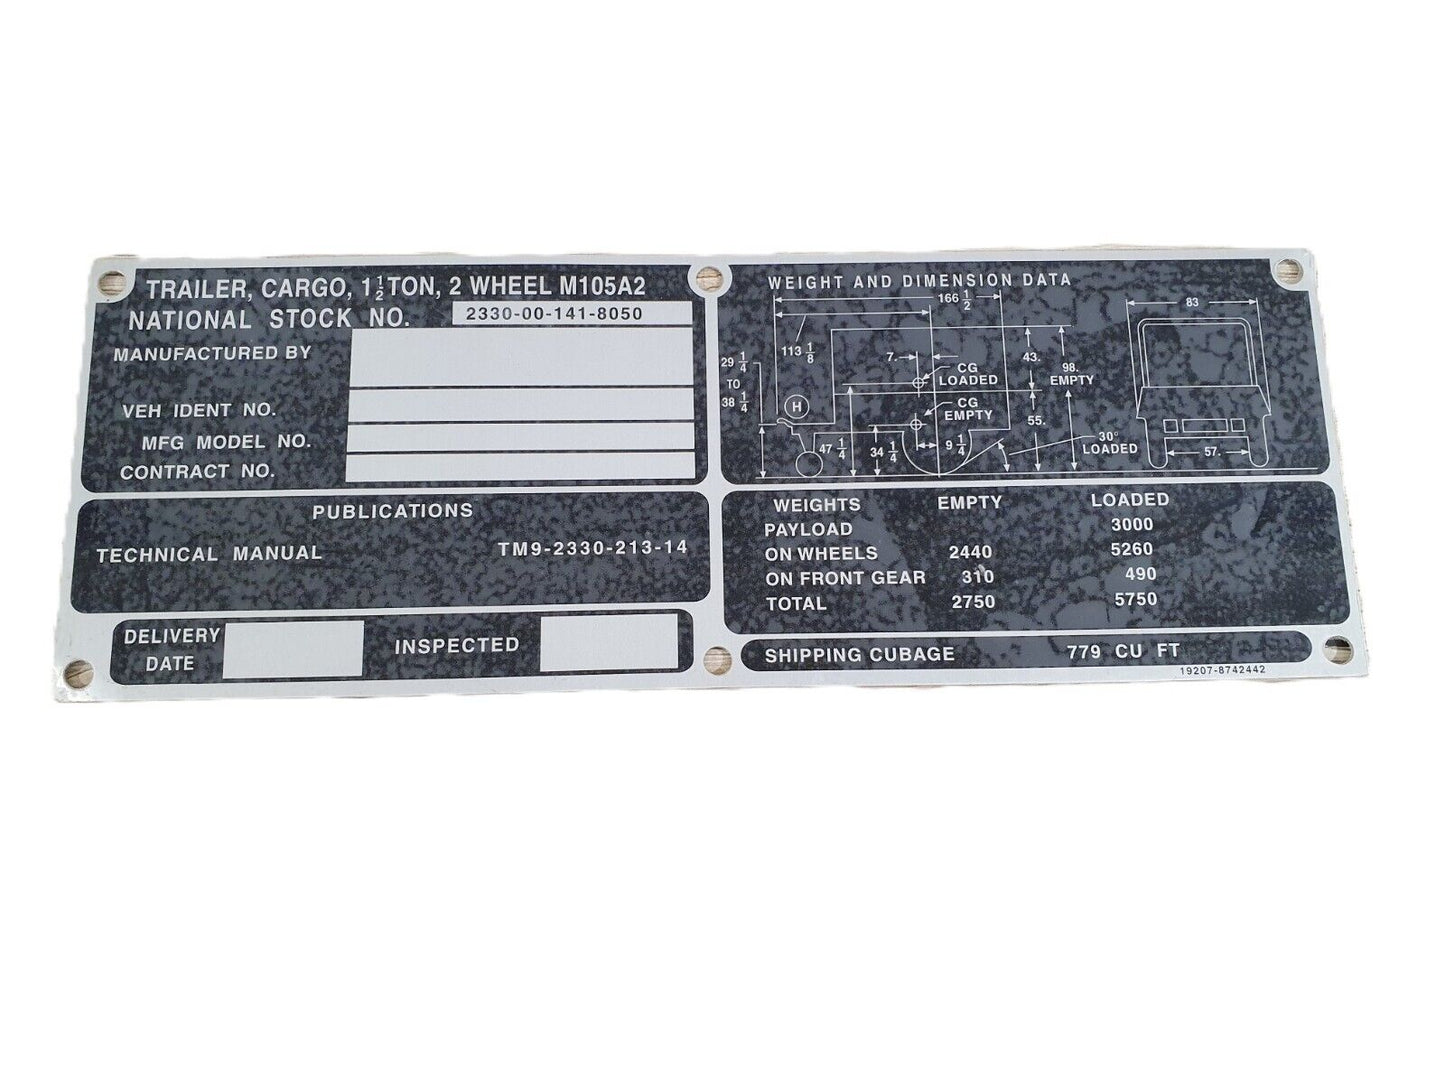 TRAILER, CARGO, 1 1/2 TON, 2 WHEEL M105A2
NATIONAL STOCK NO. 2330-00-141-8050
MANUFACTURED BY
VEH IDENT NO.
MFG MODEL NO.
CONTRACT NO.
PUBLICATIONS
TECHNICAL MANUAL TM9-2330-213-14
DELIVERY DATE
INSPECTED
WEIGHT AND DIMENSION DATA
166 1/2
83
113 1/8
29 1/4
TO
38 1/4
7.
CG
LOADED
43.
98.
EMPTY
H
CG
EMPTY
55.
47 1/4
34 1/4
9 1/4
30°
LOADED
57.
WEIGHTS EMPTY LOADED
PAYLOAD 3000
ON WHEELS 2440 5260
ON FRONT GEAR 310 490
TOTAL 2750 5750
SHIPPING CUBAGE 779 CU FT
19207-8742442